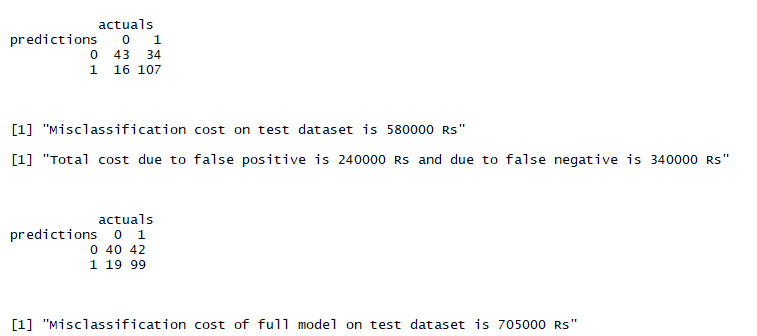 actuals
predictions 0 1
0 43 34
1 16 107
[1] "Misclassification cost on test dataset is 580000 Rs"
[1] "Total cost due to false positive is 240000 Rs and due to false negative is 340000 Rs"
actuals
predictions 0 1
0 40 42
1 19 99
[1] "Misclassification cost of full model on test dataset is 705000 Rs"